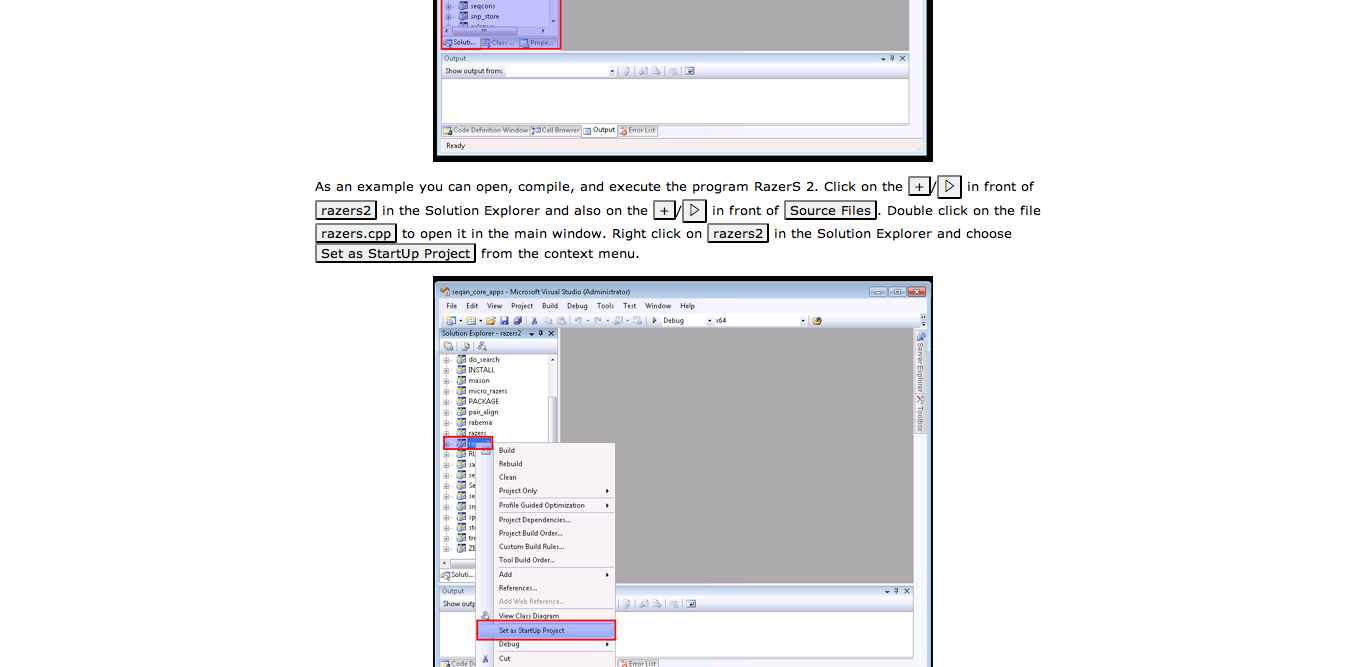 seqcons
snp_store
Soluti... Class ... Prope...
Output
Show output from:
Code Definition Window Call Browser Output Error List
Ready
As an example you can open, compile, and execute the program RazerS 2. Click on the + / ▷ in front of
razers2 in the Solution Explorer and also on the + / ▷ in front of Source Files . Double click on the file
razers.cpp to open it in the main window. Right click on razers2 in the Solution Explorer and choose
Set as StartUp Project from the context menu.
seqan_core_apps - Microsoft Visual Studio (Administrator)
File Edit View Project Build Debug Tools Test Window Help
Debug x64
Solution Explorer - razers2
do_search
INSTALL
mason
micro_razers
PACKAGE
pair_align
rabema
razers
Build
Rebuild
Clean
Project Only
Profile Guided Optimization
Project Dependencies...
Project Build Order...
Custom Build Rules...
Tool Build Order...
Add
References...
Add Web Reference...
View Class Diagram
Set as StartUp Project
Debug
Cut
Soluti...
Output
Show outp
Code De
Error List
Server Explorer
Toolbox